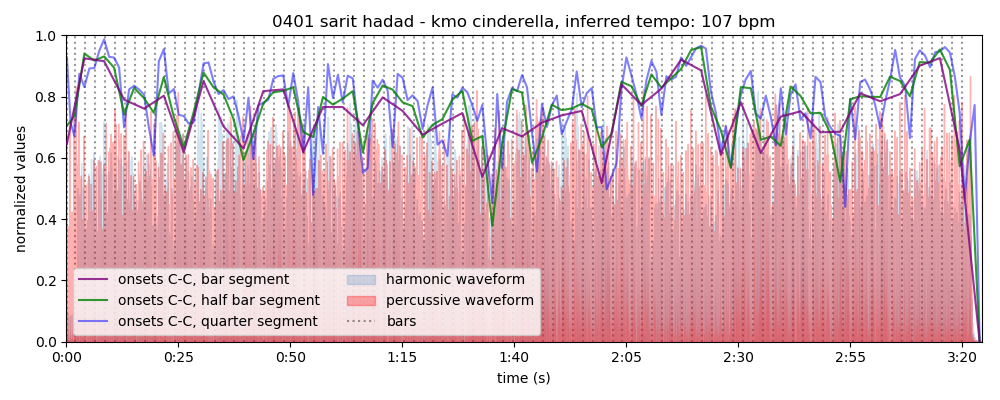 0401 sarit hadad - kmo cinderella, inferred tempo: 107 bpm
1.0
0.8
0.6
0.4
0.2
0.0
normalized values
onsets C-C, bar segment
onsets C-C, half bar segment
onsets C-C, quarter segment
harmonic waveform
percussive waveform
bars
0:00 0:25 0:50 1:15 1:40 2:05 2:30 2:55 3:20
time (s)